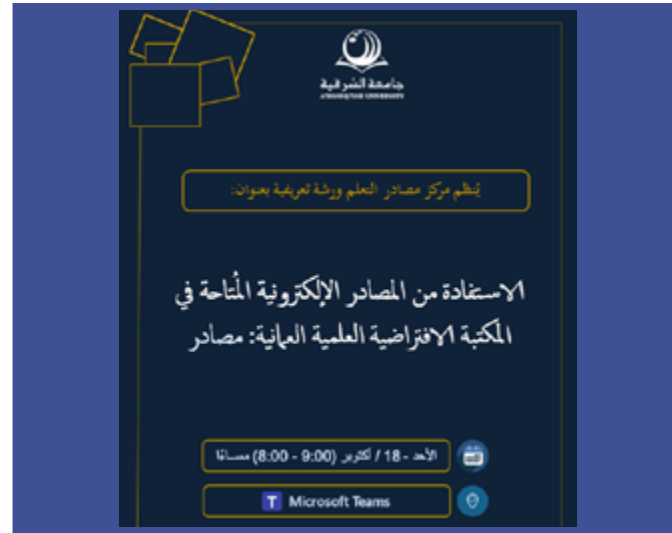 جامعة الشرقية
A'SHARQIYAH UNIVERSITY
يُنظم مركز مصادر التعلم ورشة تعريفية بعنوان:
الاستفادة من المصادر الإلكترونية المُتاحة في
المكتبة الافتراضية العلمية العمانية: مصادر
الأحد - 18 / أكتوبر (9:00 - 8:00) مساءًا
Microsoft Teams